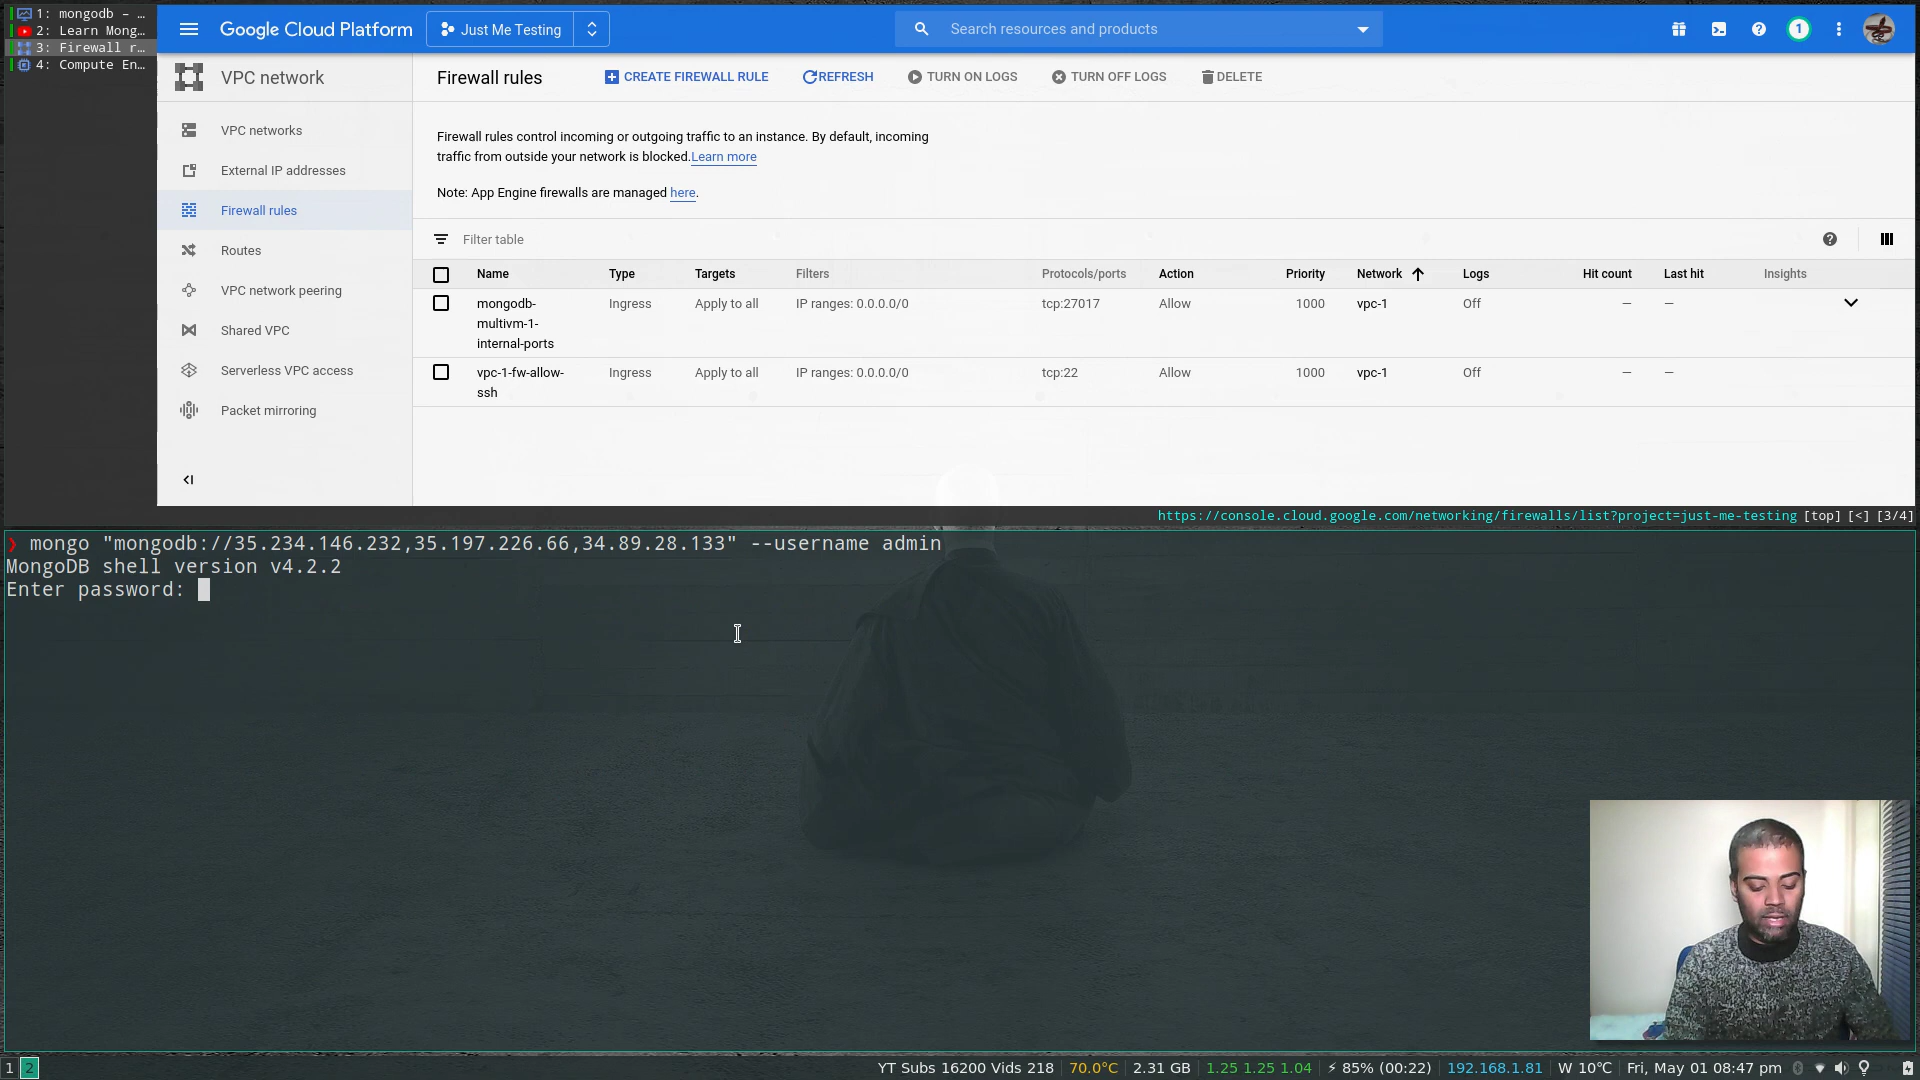 1: mongodb – …
2: Learn Mong…
3: Firewall r…
4: Compute En…
Google Cloud Platform
Just Me Testing
Search resources and products
1
VPC network
Firewall rules
CREATE FIREWALL RULE
REFRESH
TURN ON LOGS
TURN OFF LOGS
DELETE
VPC networks
External IP addresses
Firewall rules
Routes
VPC network peering
Shared VPC
Serverless VPC access
Packet mirroring
Firewall rules control incoming or outgoing traffic to an instance. By default, incoming
traffic from outside your network is blocked. Learn more
Note: App Engine firewalls are managed here.
Filter table
Name Type Targets Filters Protocols/ports Action Priority Network Logs Hit count Last hit Insights
mongodb- Ingress Apply to all IP ranges: 0.0.0.0/0 tcp:27017 Allow 1000 vpc-1 Off — —
multivm-1-
internal-ports
vpc-1-fw-allow- Ingress Apply to all IP ranges: 0.0.0.0/0 tcp:22 Allow 1000 vpc-1 Off — —
ssh
https://console.cloud.google.com/networking/firewalls/list?project=just-me-testing [top] [<] [3/4]
❯ mongo "mongodb://35.234.146.232,35.197.226.66,34.89.28.133" --username admin
MongoDB shell version v4.2.2
Enter password:
1 2
YT Subs 16200 Vids 218 70.0°C 2.31 GB 1.25 1.25 1.04 ⚡ 85% (00:22) 192.168.1.81 W 10°C Fri, May 01 08:47 pm